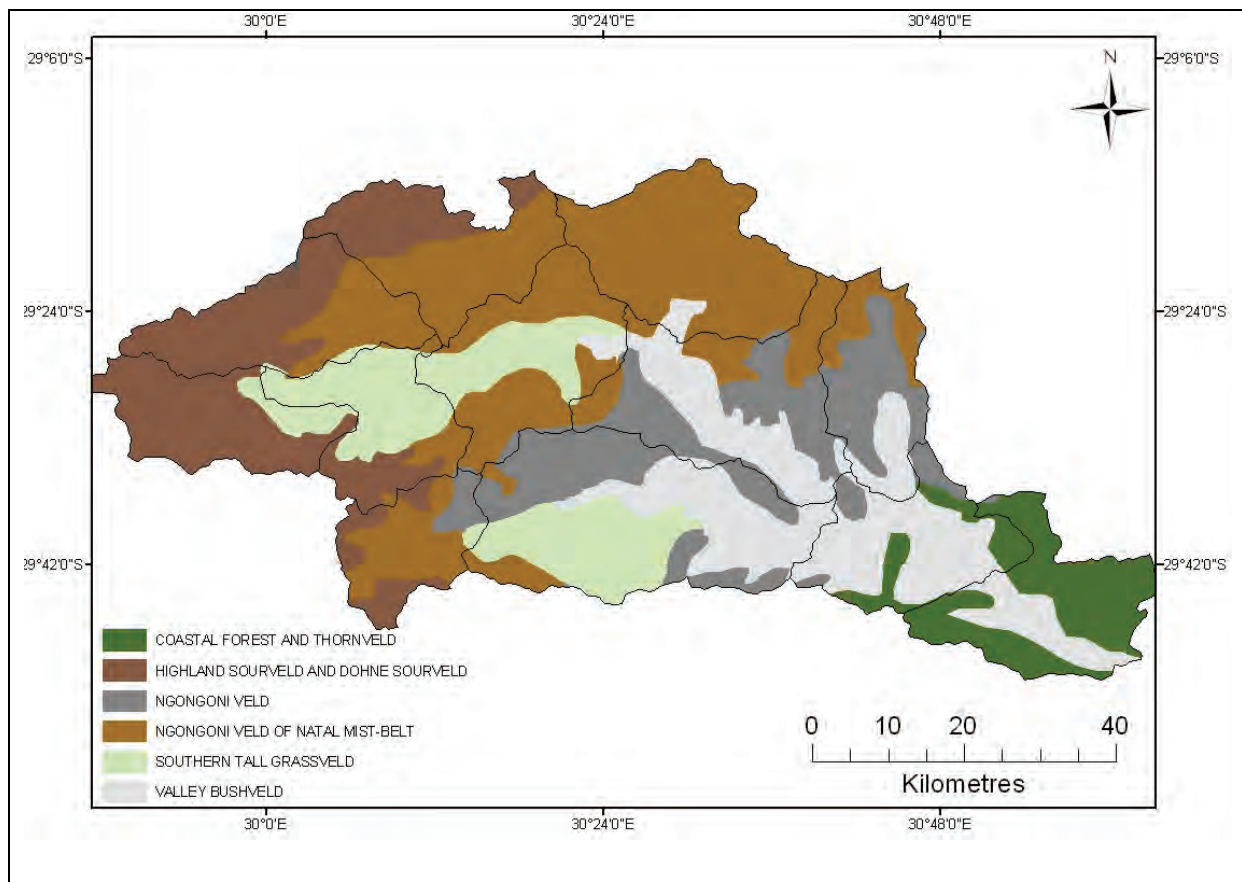 30°0'0"E 30°24'0"E 30°48'0"E
29°6'0"S 29°6'0"S
N
29°24'0"S 29°24'0"S
29°42'0"S 29°42'0"S
COASTAL FOREST AND THORNVELD
HIGHLAND SOURVELD AND DOHNE SOURVELD
NGONGONI VELD
NGONGONI VELD OF NATAL MIST-BELT
SOUTHERN TALL GRASSVELD
VALLEY BUSHVELD
0 10 20 40
Kilometres
30°0'0"E 30°24'0"E 30°48'0"E